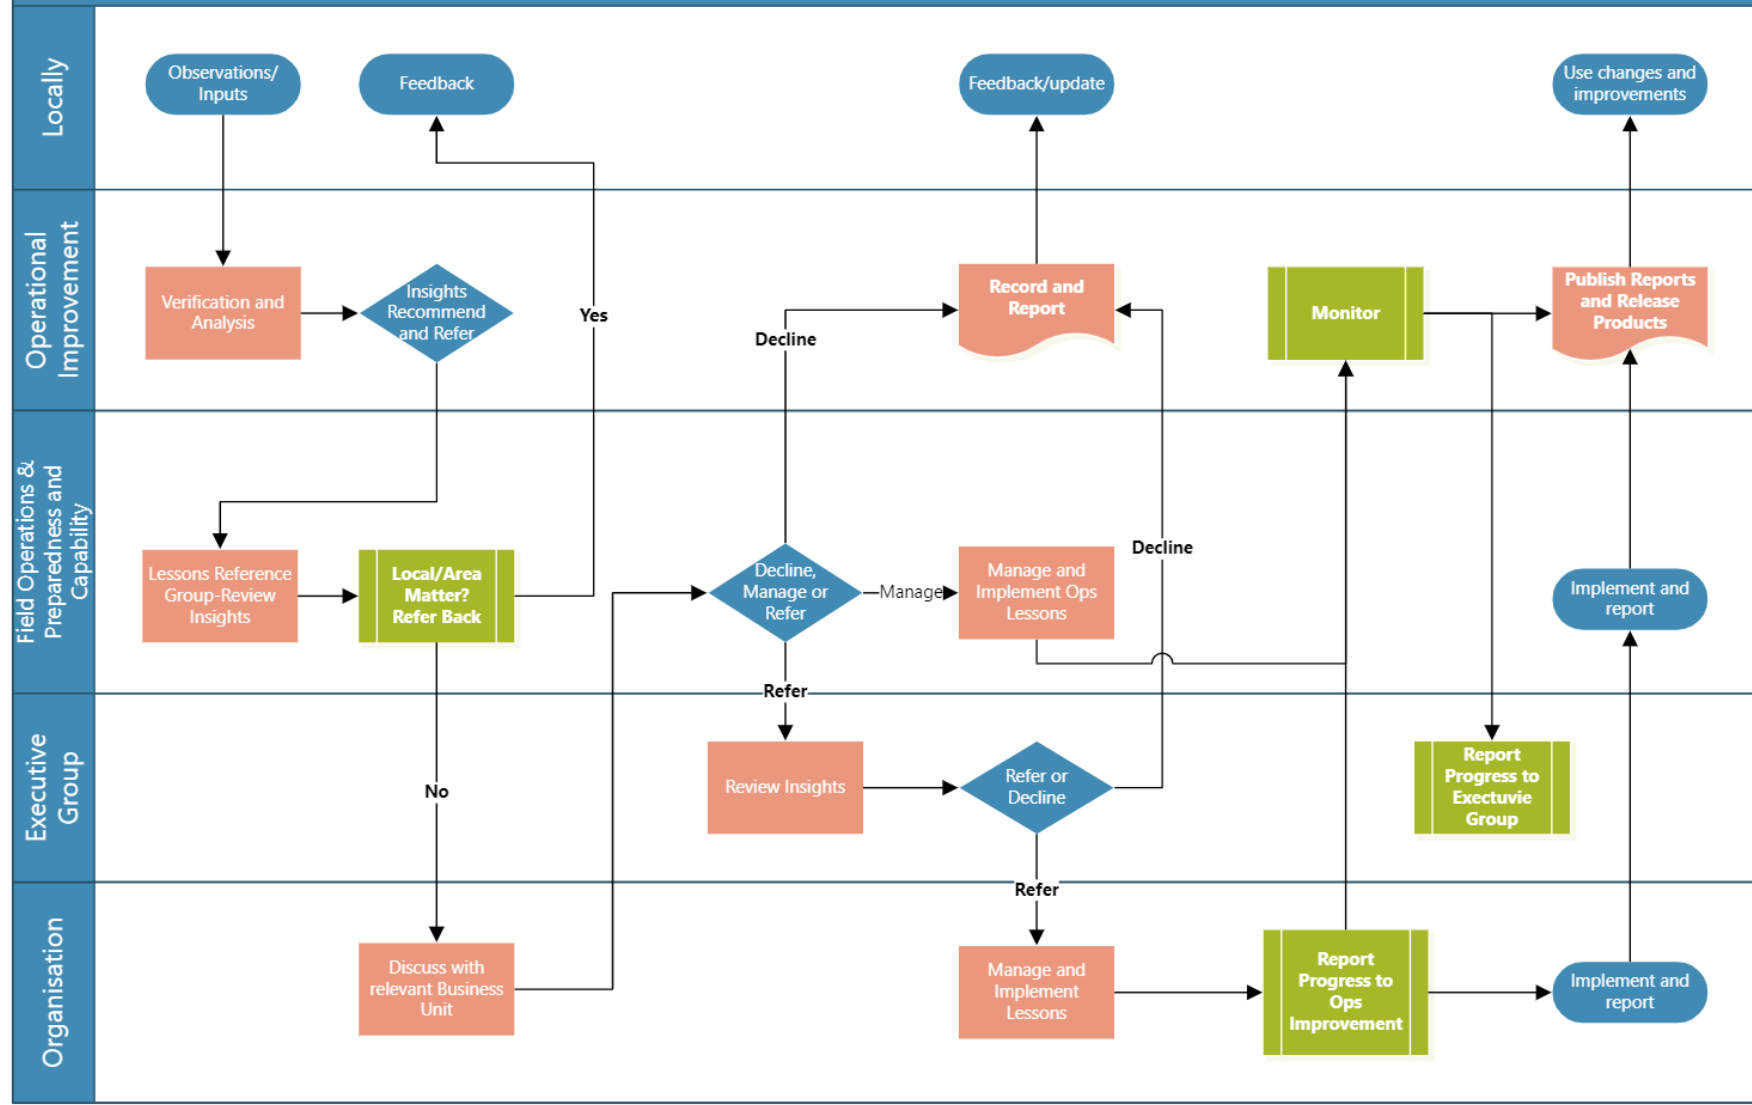 Locally
Observations/
Inputs
Feedback
Feedback/update
Use changes and
improvements
Operational
Improvement
Verification and
Analysis
Insights
Recommend
and Refer
Yes
Decline
Record and
Report
Monitor
Publish Reports
and Release
Products
Field Operations &
Preparedness and
Capability
Lessons Reference
Group-Review
Insights
Local/Area
Matter?
Refer Back
Decline,
Manage or
Refer
Manage
Manage and
Implement Ops
Lessons
Decline
Implement and
report
Refer
Executive
Group
No
Review Insights
Refer or
Decline
Report
Progress to
Exectuvie
Group
Refer
Organisation
Discuss with
relevant Business
Unit
Manage and
Implement
Lessons
Report
Progress to
Ops
Improvement
Implement and
report